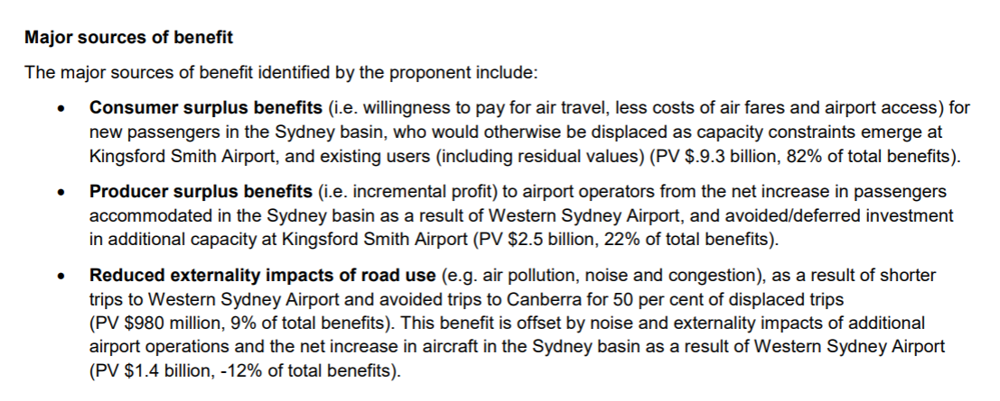 Major sources of benefit
The major sources of benefit identified by the proponent include:
• Consumer surplus benefits (i.e. willingness to pay for air travel, less costs of air fares and airport access) for
new passengers in the Sydney basin, who would otherwise be displaced as capacity constraints emerge at
Kingsford Smith Airport, and existing users (including residual values) (PV $.9.3 billion, 82% of total benefits).
• Producer surplus benefits (i.e. incremental profit) to airport operators from the net increase in passengers
accommodated in the Sydney basin as a result of Western Sydney Airport, and avoided/deferred investment
in additional capacity at Kingsford Smith Airport (PV $2.5 billion, 22% of total benefits).
• Reduced externality impacts of road use (e.g. air pollution, noise and congestion), as a result of shorter
trips to Western Sydney Airport and avoided trips to Canberra for 50 per cent of displaced trips
(PV $980 million, 9% of total benefits). This benefit is offset by noise and externality impacts of additional
airport operations and the net increase in aircraft in the Sydney basin as a result of Western Sydney Airport
(PV $1.4 billion, -12% of total benefits).